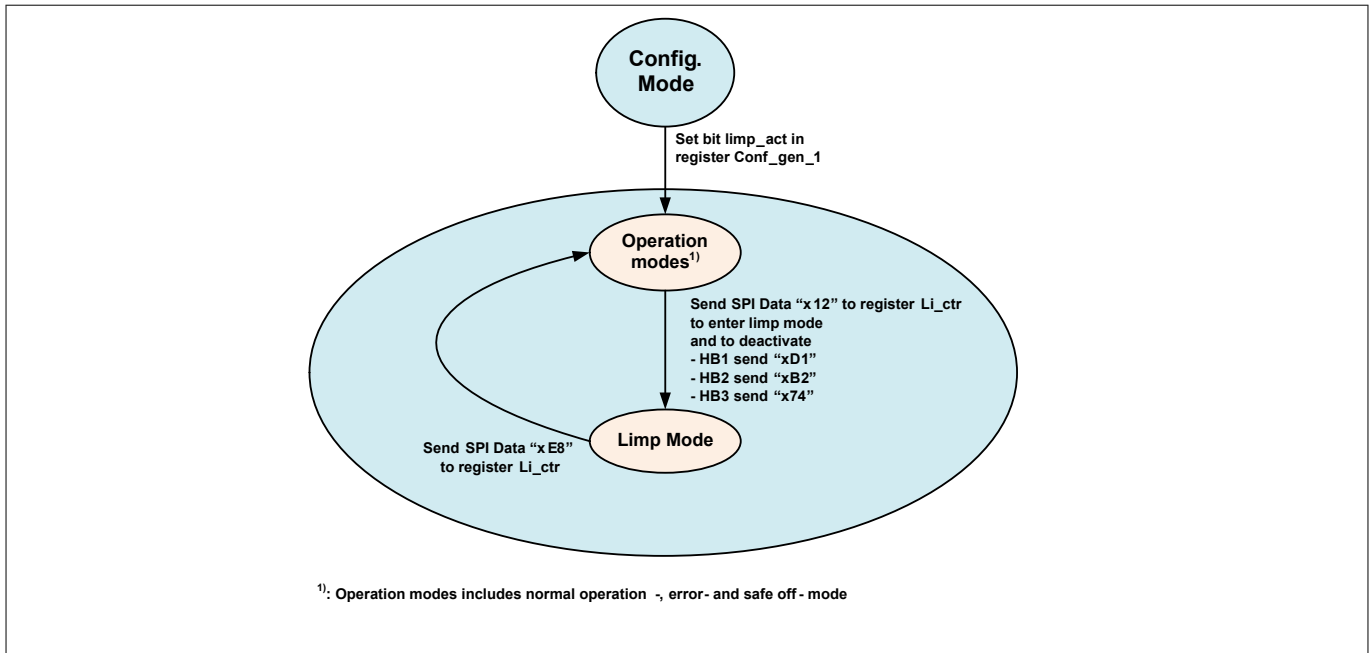 Config.
Mode
Set bit limp_act in
register Conf_gen_1
Operation
modes1)
Send SPI Data “x12” to register Li_ctr
to enter limp mode
and to deactivate
- HB1 send “xD1”
- HB2 send “xB2”
- HB3 send “x74”
Limp Mode
Send SPI Data “xE8”
to register Li_ctr
1): Operation modes includes normal operation -, error- and safe off - mode